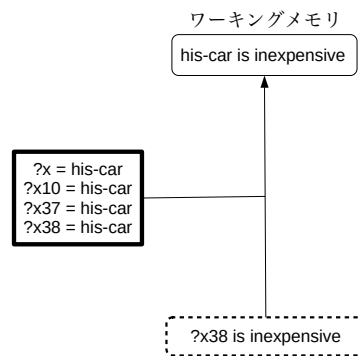 ワーキングメモリ
his-car is inexpensive
?x = his-car
?x10 = his-car
?x37 = his-car
?x38 = his-car
?x38 is inexpensive